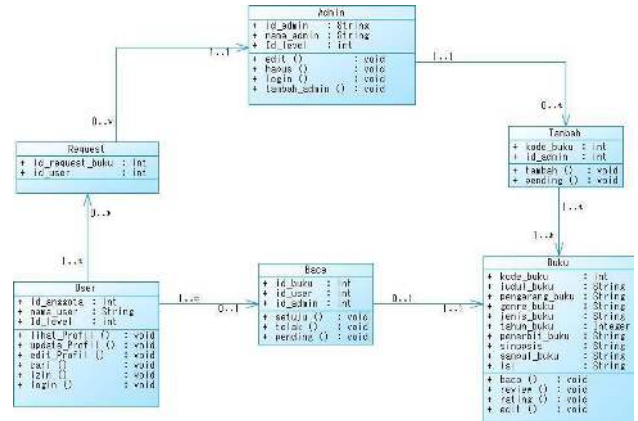 Admin
+ id_admin : String
+ nama_admin : String
+ Id_level : int
+ edit () : void
+ hapus () : void
+ login () : void
+ tambah_admin () : void
1..1
1..1
0..*
0..*
Request
+ id_request_buku : int
+ id_user : int
Tambah
+ kode_buku : int
+ id_admin : int
+ tambah () : void
+ pending () : void
0..*
1..*
1..*
1..*
User
+ id_anggota : int
+ nama_user : String
+ Id_level : int
+ lihat_Profil () : void
+ updata_Profil () : void
+ edit_Profil () : void
+ cari () : void
+ izin () : void
+ login () : void
1..*
0..1
Baca
+ id_buku : int
+ id_user : int
+ id_admin : int
+ setuju () : void
+ tolak () : void
+ pending () : void
0..1
Buku
+ kode_buku : int
+ judul_buku : String
+ pengarang_buku : String
+ genre_buku : String
+ jenis_buku : String
+ tahun_buku : Integer
+ penerbit_buku : String
+ sinopsis : String
+ sampul_buku : String
+ isi : String
+ baca () : void
+ review () : void
+ rating () : void
+ edit () : void